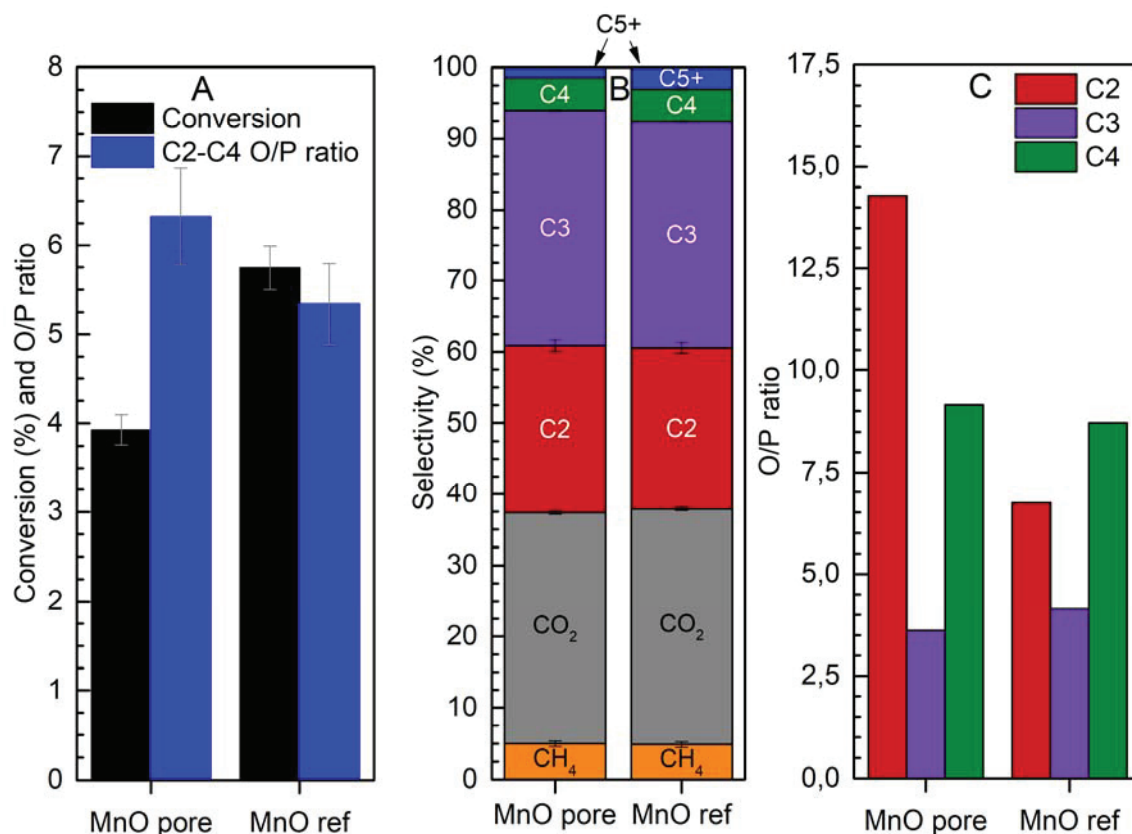 A
Conversion
C2-C4 O/P ratio
Conversion (%) and O/P ratio
8
7
6
5
4
3
2
1
0
MnO pore
MnO ref
C5+
B
Selectivity (%)
100
90
80
70
60
50
40
30
20
10
0
C4
C3
C2
CO₂
CH₄
C5+
C4
C3
C2
CO₂
CH₄
MnO pore
MnO ref
C
C2
C3
C4
O/P ratio
17,5
15,0
12,5
10,0
7,5
5,0
2,5
0,0
MnO pore
MnO ref